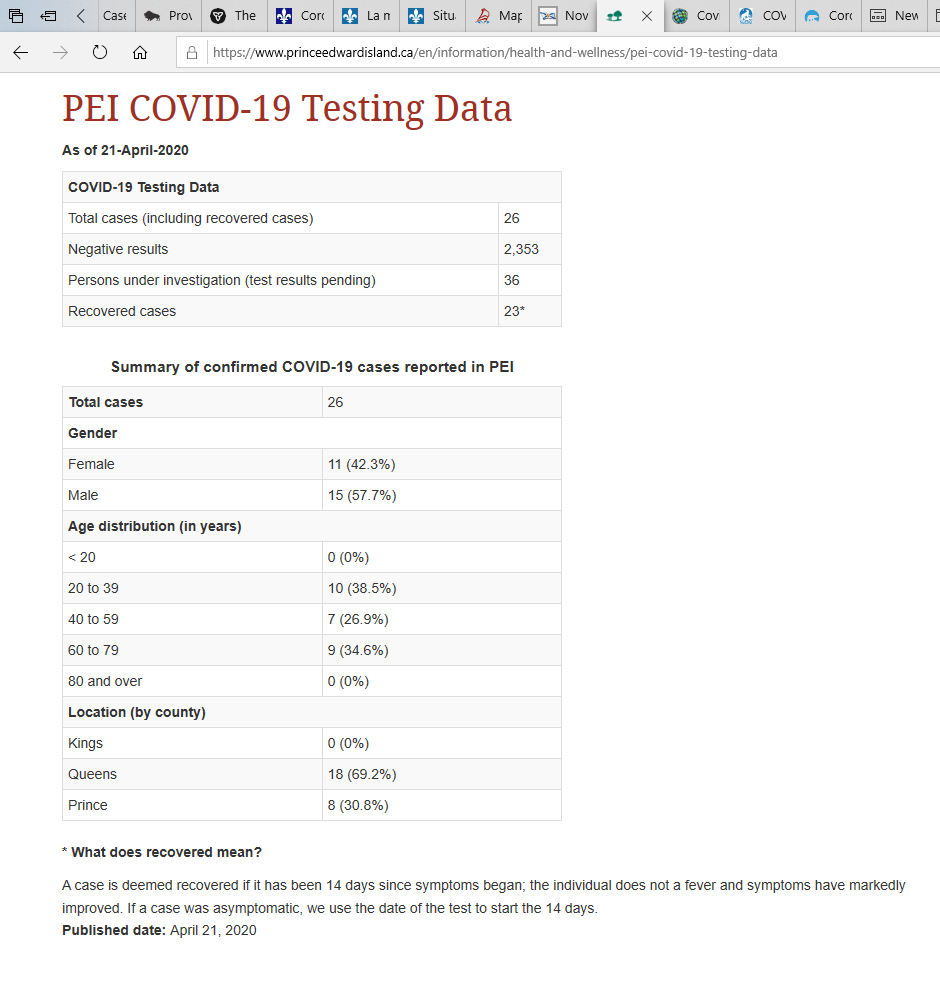 Case
Prov
The
Corc
La n
Situ
Map
Nov
Covi
COV
Corc
New
https://www.princeedwardisland.ca/en/information/health-and-wellness/pei-covid-19-testing-data
PEI COVID-19 Testing Data
As of 21-April-2020
COVID-19 Testing Data
Total cases (including recovered cases) 26
Negative results 2,353
Persons under investigation (test results pending) 36
Recovered cases 23*
Summary of confirmed COVID-19 cases reported in PEI
Total cases 26
Gender
Female 11 (42.3%)
Male 15 (57.7%)
Age distribution (in years)
< 20 0 (0%)
20 to 39 10 (38.5%)
40 to 59 7 (26.9%)
60 to 79 9 (34.6%)
80 and over 0 (0%)
Location (by county)
Kings 0 (0%)
Queens 18 (69.2%)
Prince 8 (30.8%)
* What does recovered mean?
A case is deemed recovered if it has been 14 days since symptoms began; the individual does not a fever and symptoms have markedly
improved. If a case was asymptomatic, we use the date of the test to start the 14 days.
Published date: April 21, 2020